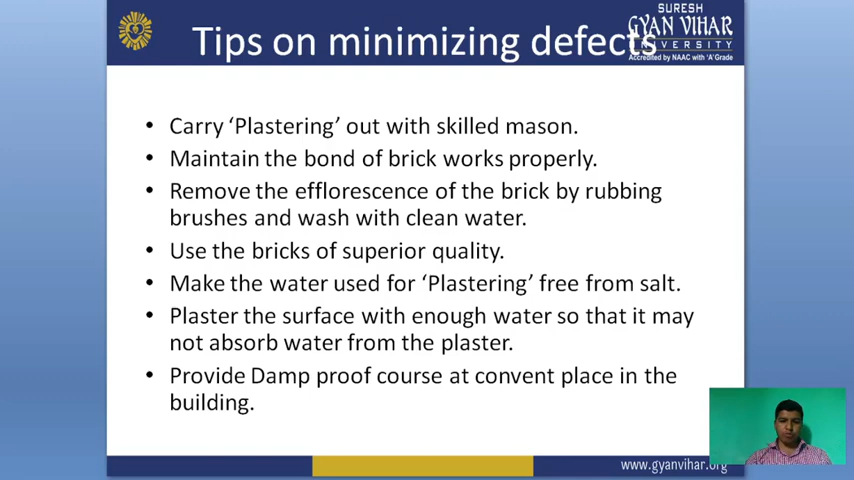 SURESH
GYAN VIHAR
UNIVERSITY
Accredited by NAAC with 'A' Grade
Tips on minimizing defects
• Carry ‘Plastering’ out with skilled mason.
• Maintain the bond of brick works properly.
• Remove the efflorescence of the brick by rubbing
brushes and wash with clean water.
• Use the bricks of superior quality.
• Make the water used for ‘Plastering’ free from salt.
• Plaster the surface with enough water so that it may
not absorb water from the plaster.
• Provide Damp proof course at convent place in the
building.
www.gyanvihar.org